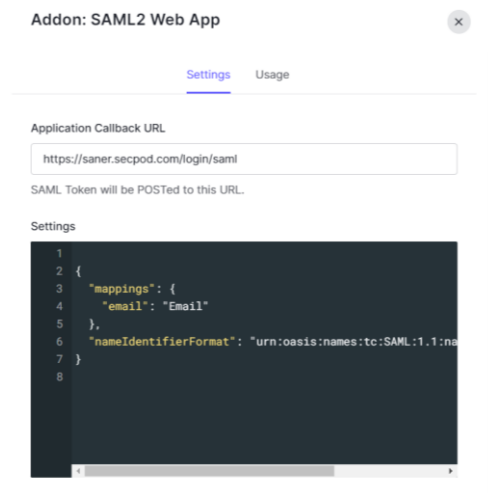 Addon: SAML2 Web App
Settings Usage
Application Callback URL
https://saner.secpod.com/login/saml
SAML Token will be POSTed to this URL.
Settings
1
2 {
3 "mappings": {
4 "email": "Email"
5 },
6 "nameIdentifierFormat": "urn:oasis:names:tc:SAML:1.1:na
7 }
8